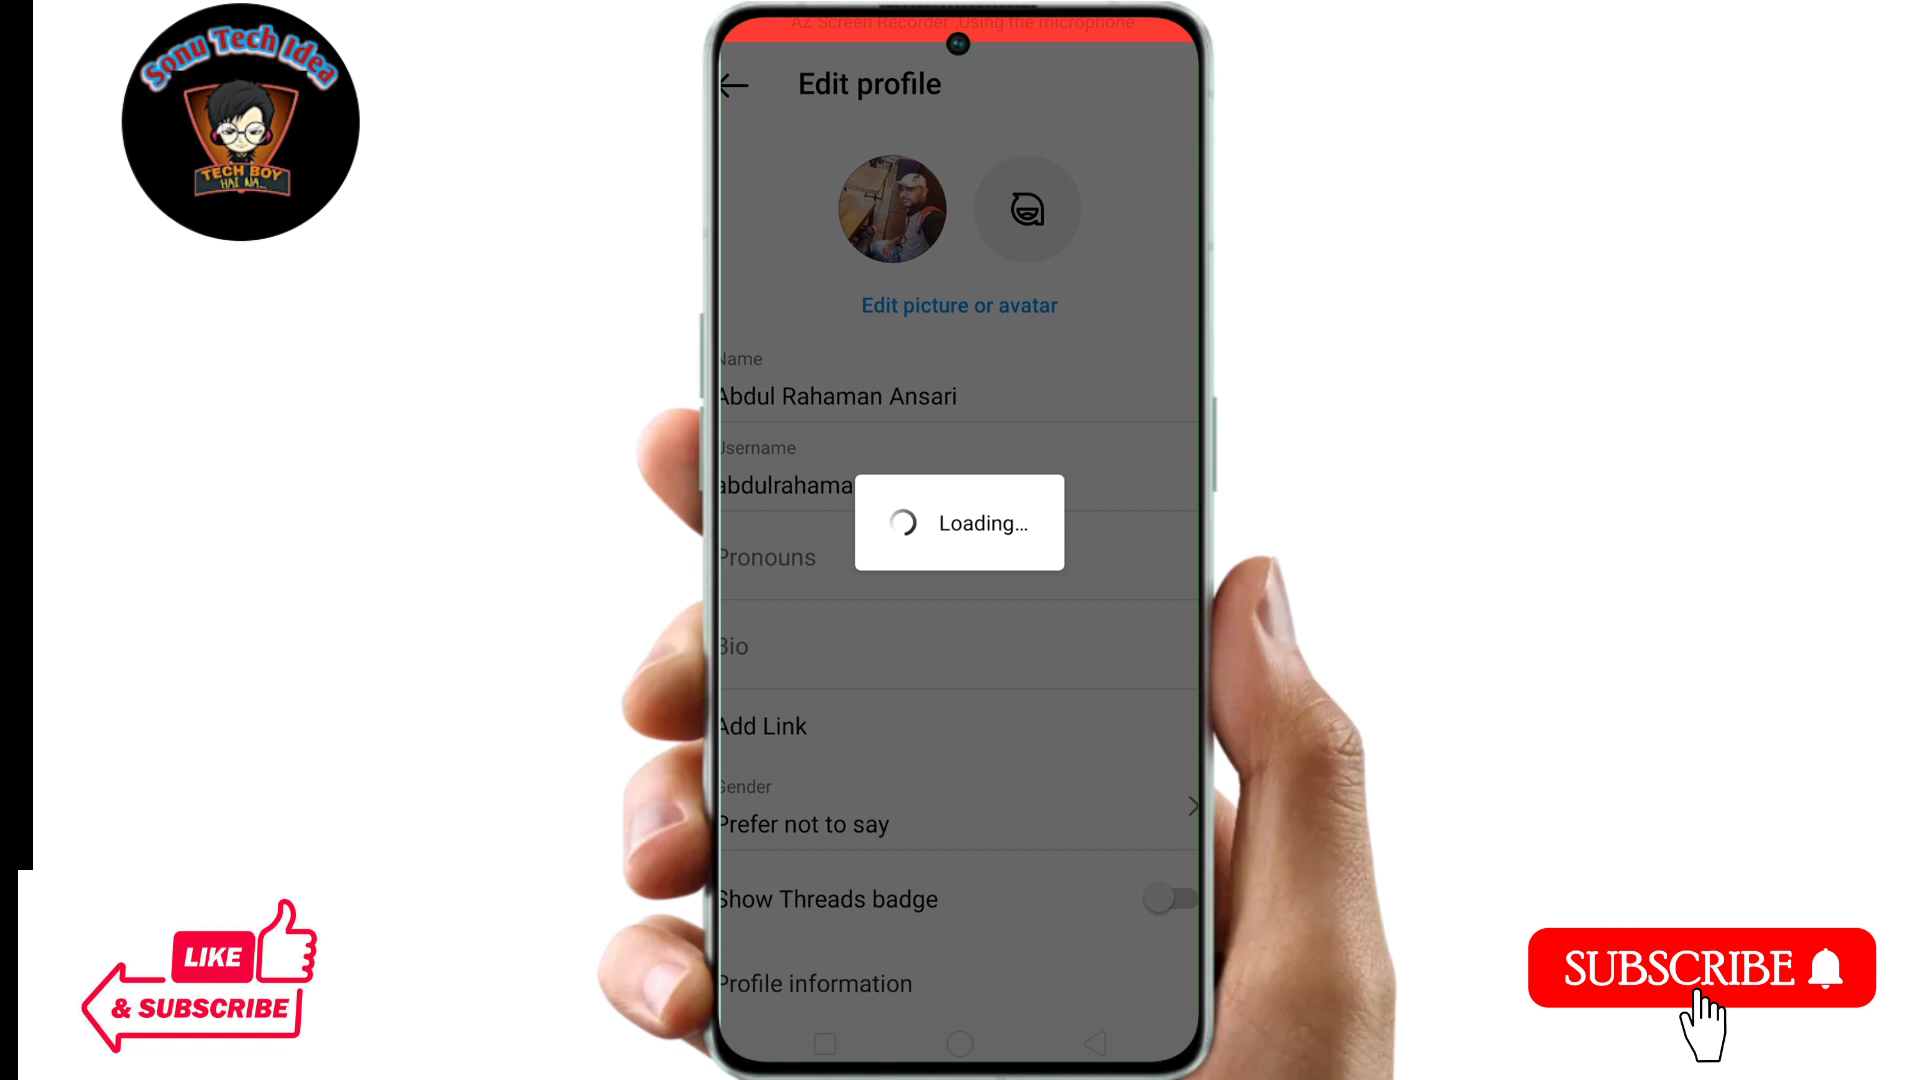 Sonu Tech Idea
TECH BOY
HAI NA...
AZ Screen Recorder ,Using the microphone
Edit profile
Edit picture or avatar
Name
Abdul Rahaman Ansari
Username
abdulrahama
Loading...
Pronouns
Bio
Add Link
Gender
Prefer not to say
Show Threads badge
Profile information
LIKE
& SUBSCRIBE
SUBSCRIBE